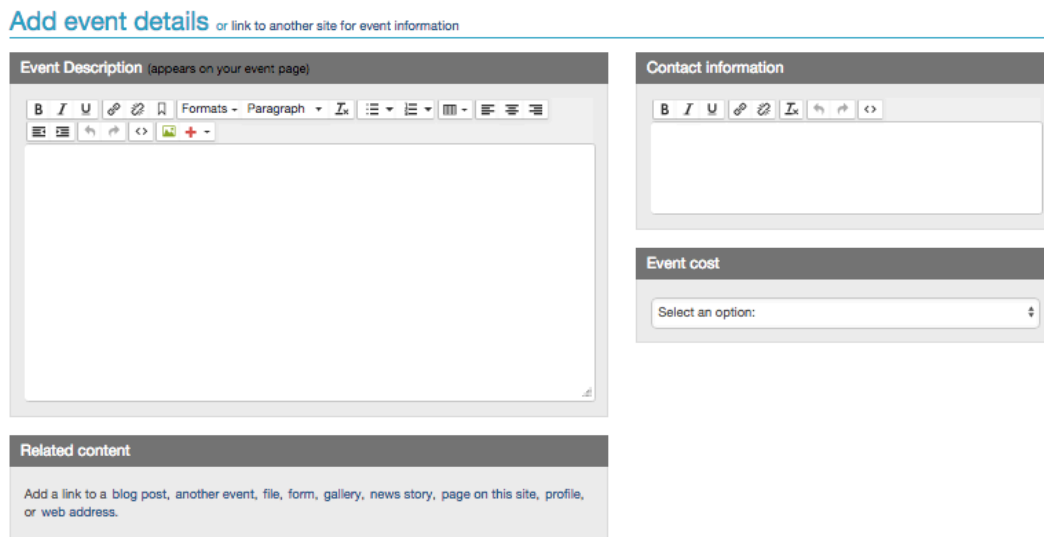 Add event details or link to another site for event information
Event Description (appears on your event page)
B I U Formats Paragraph Ix
Related content
Add a link to a blog post, another event, file, form, gallery, news story, page on this site, profile,
or web address.
Contact information
B I U Ix
Event cost
Select an option: